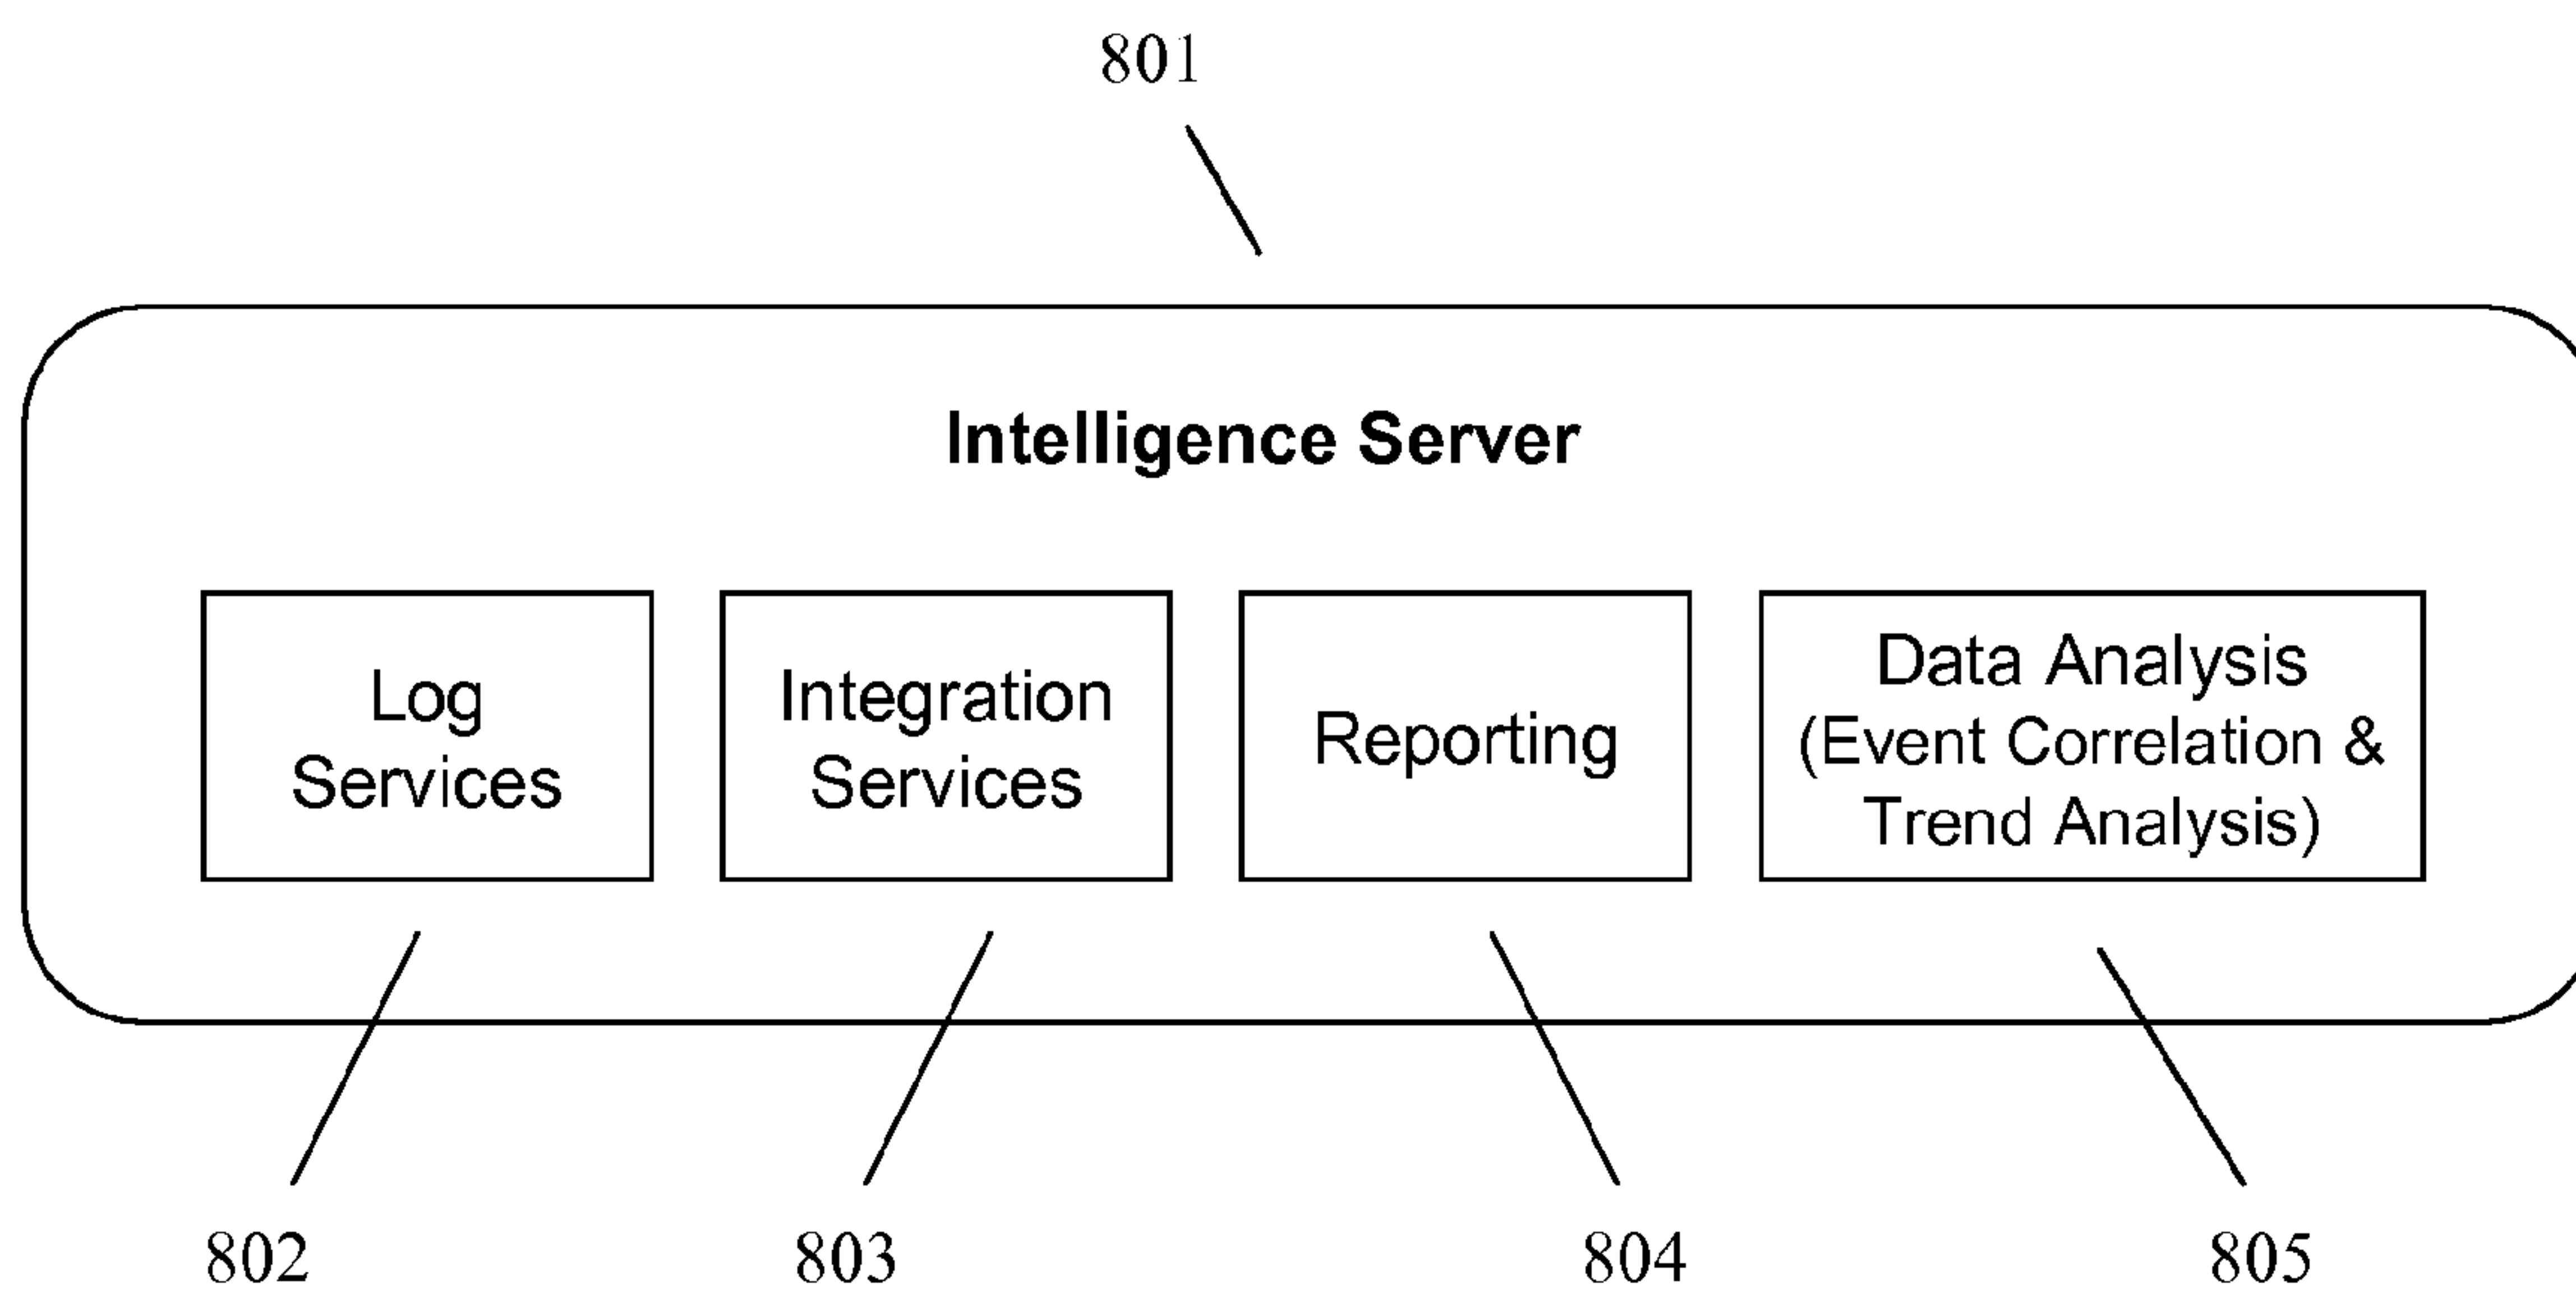 801
Intelligence Server
Log
Services
Integration
Services
Reporting
Data Analysis
(Event Correlation &
Trend Analysis)
802
803
804
805